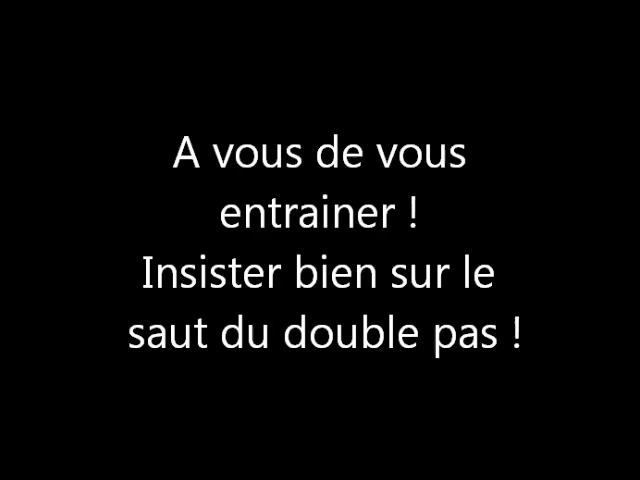 A vous de vous
entrainer !
Insister bien sur le
saut du double pas !